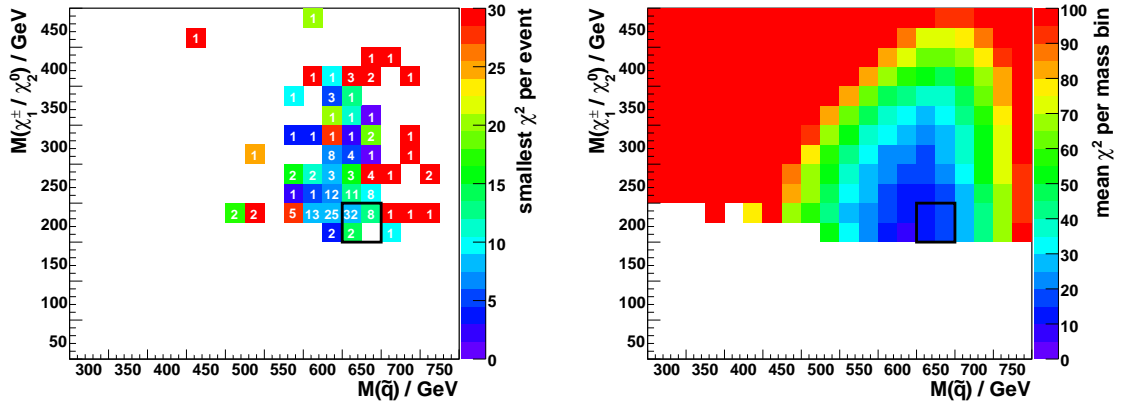 M(χ₁± / χ₂⁰) / GeV
450
400
350
300
250
200
150
100
50
1
1
1 1
1 1 3 2 1
1 3 1
1 1 1
1 1 1 1 2 1
1 8 4 1 1
2 2 3 3 4 1 2
1 1 12 11 8
2 2 5 13 25 32 8 1 1 1
2 2 1
300 400 450 500 550 600 650 700 750
M(q̃) / GeV
30
25
20
15
10
5
0
smallest χ² per event
M(χ₁± / χ₂⁰) / GeV
450
400
350
300
250
200
150
100
50
300 400 450 500 550 600 650 700 750
M(q̃) / GeV
100
90
80
70
60
50
40
30
20
10
0
mean χ² per mass bin